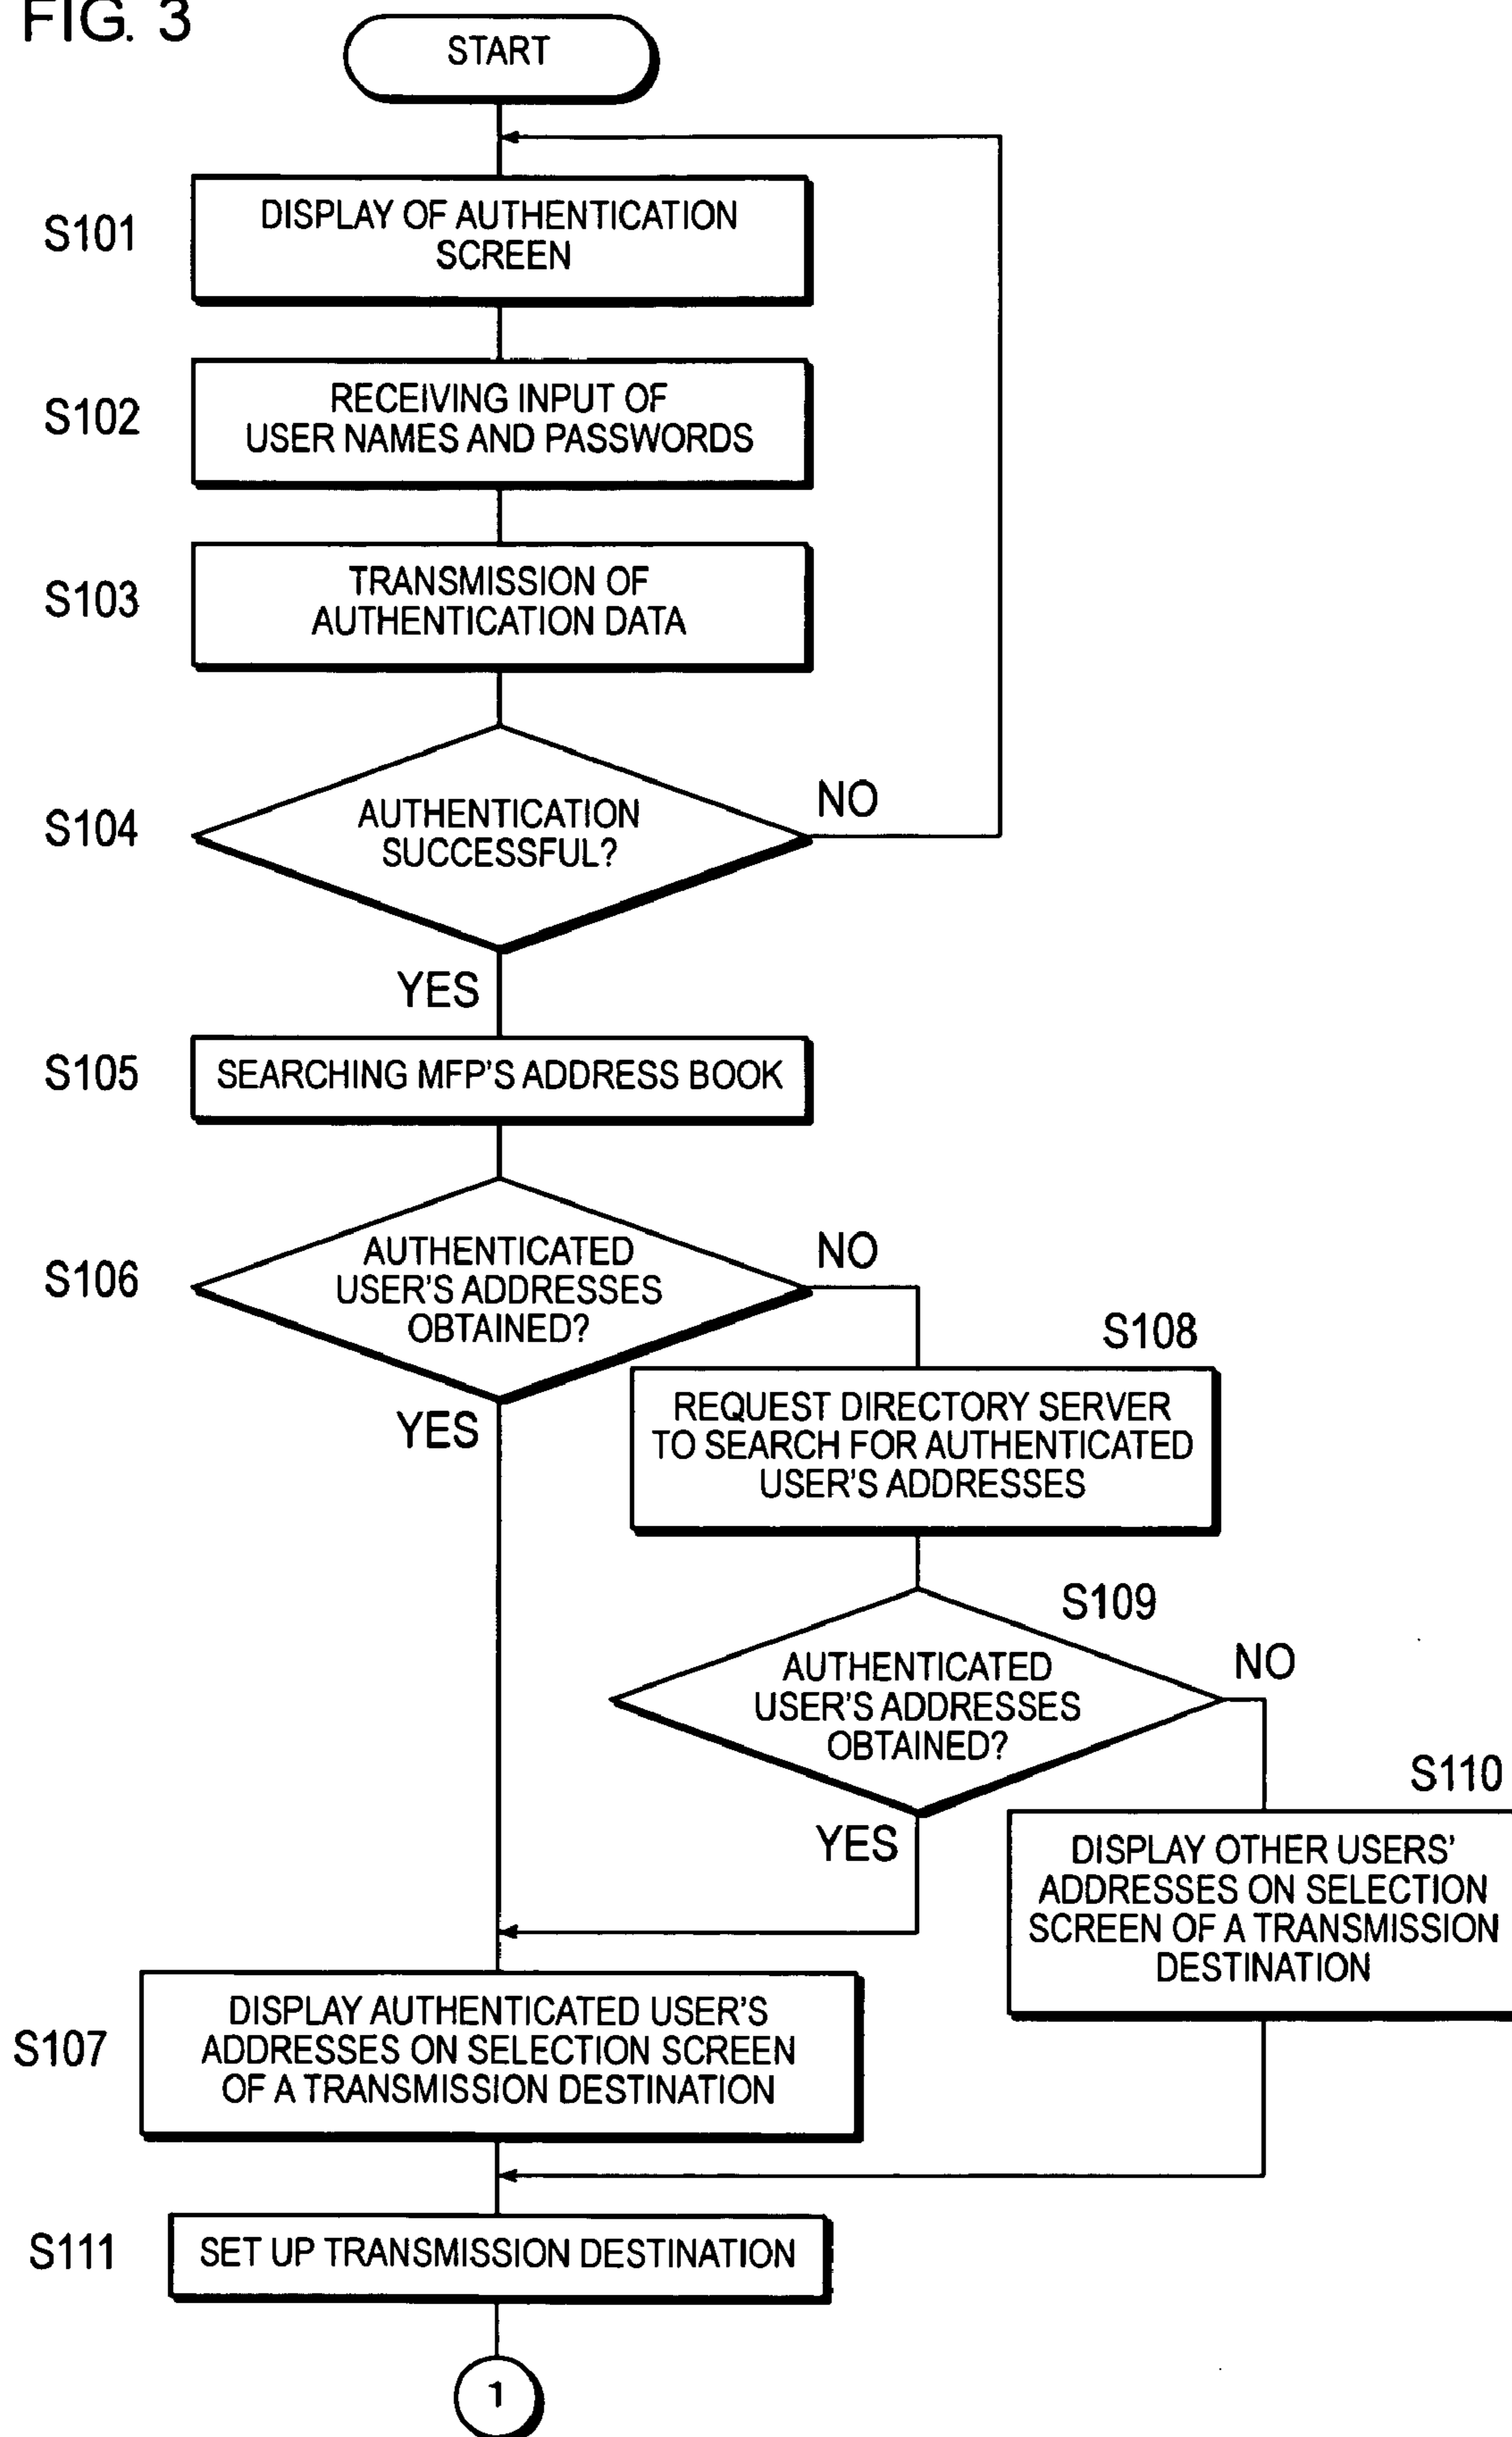 FIG. 3
START
S101
DISPLAY OF AUTHENTICATION
SCREEN
S102
RECEIVING INPUT OF
USER NAMES AND PASSWORDS
S103
TRANSMISSION OF
AUTHENTICATION DATA
S104
AUTHENTICATION
SUCCESSFUL?
NO
YES
S105
SEARCHING MFP'S ADDRESS BOOK
S106
AUTHENTICATED
USER'S ADDRESSES
OBTAINED?
NO
YES
S108
REQUEST DIRECTORY SERVER
TO SEARCH FOR AUTHENTICATED
USER'S ADDRESSES
S109
AUTHENTICATED
USER'S ADDRESSES
OBTAINED?
NO
YES
S110
DISPLAY OTHER USERS'
ADDRESSES ON SELECTION
SCREEN OF A TRANSMISSION
DESTINATION
S107
DISPLAY AUTHENTICATED USER'S
ADDRESSES ON SELECTION SCREEN
OF A TRANSMISSION DESTINATION
S111
SET UP TRANSMISSION DESTINATION
1